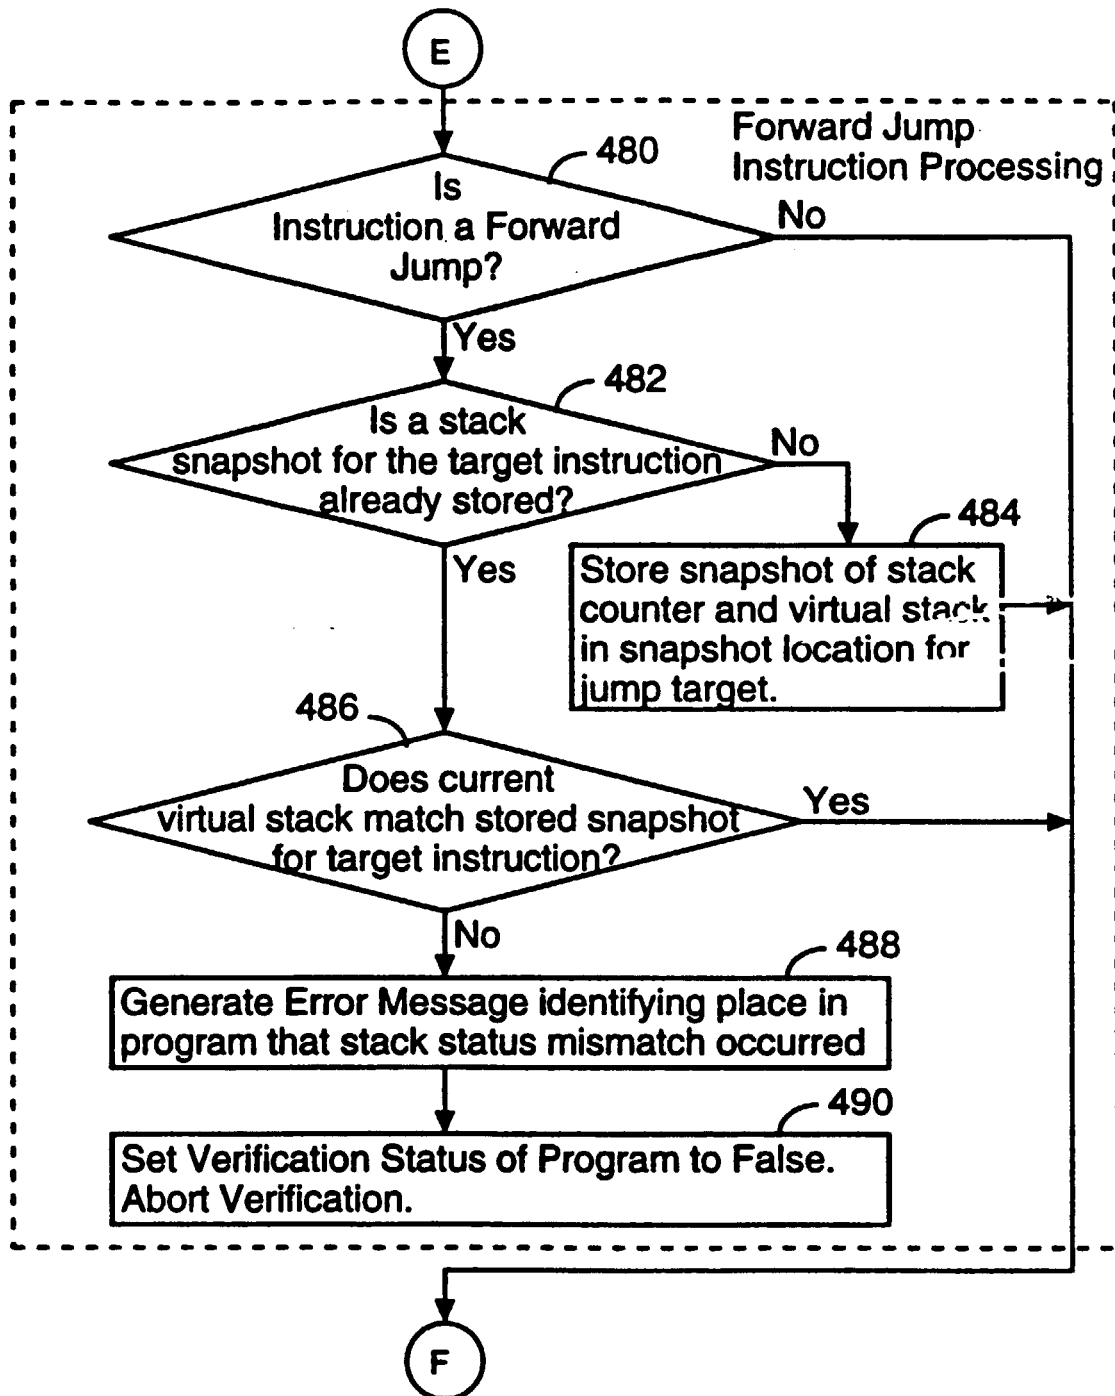 E
Forward Jump
Instruction Processing
480
Is
Instruction a Forward
Jump?
No
Yes
482
Is a stack
snapshot for the target instruction
already stored?
No
Yes
484
Store snapshot of stack
counter and virtual stack
in snapshot location for
jump target.
486
Does current
virtual stack match stored snapshot
for target instruction?
Yes
No
488
Generate Error Message identifying place in
program that stack status mismatch occurred
490
Set Verification Status of Program to False.
Abort Verification.
F